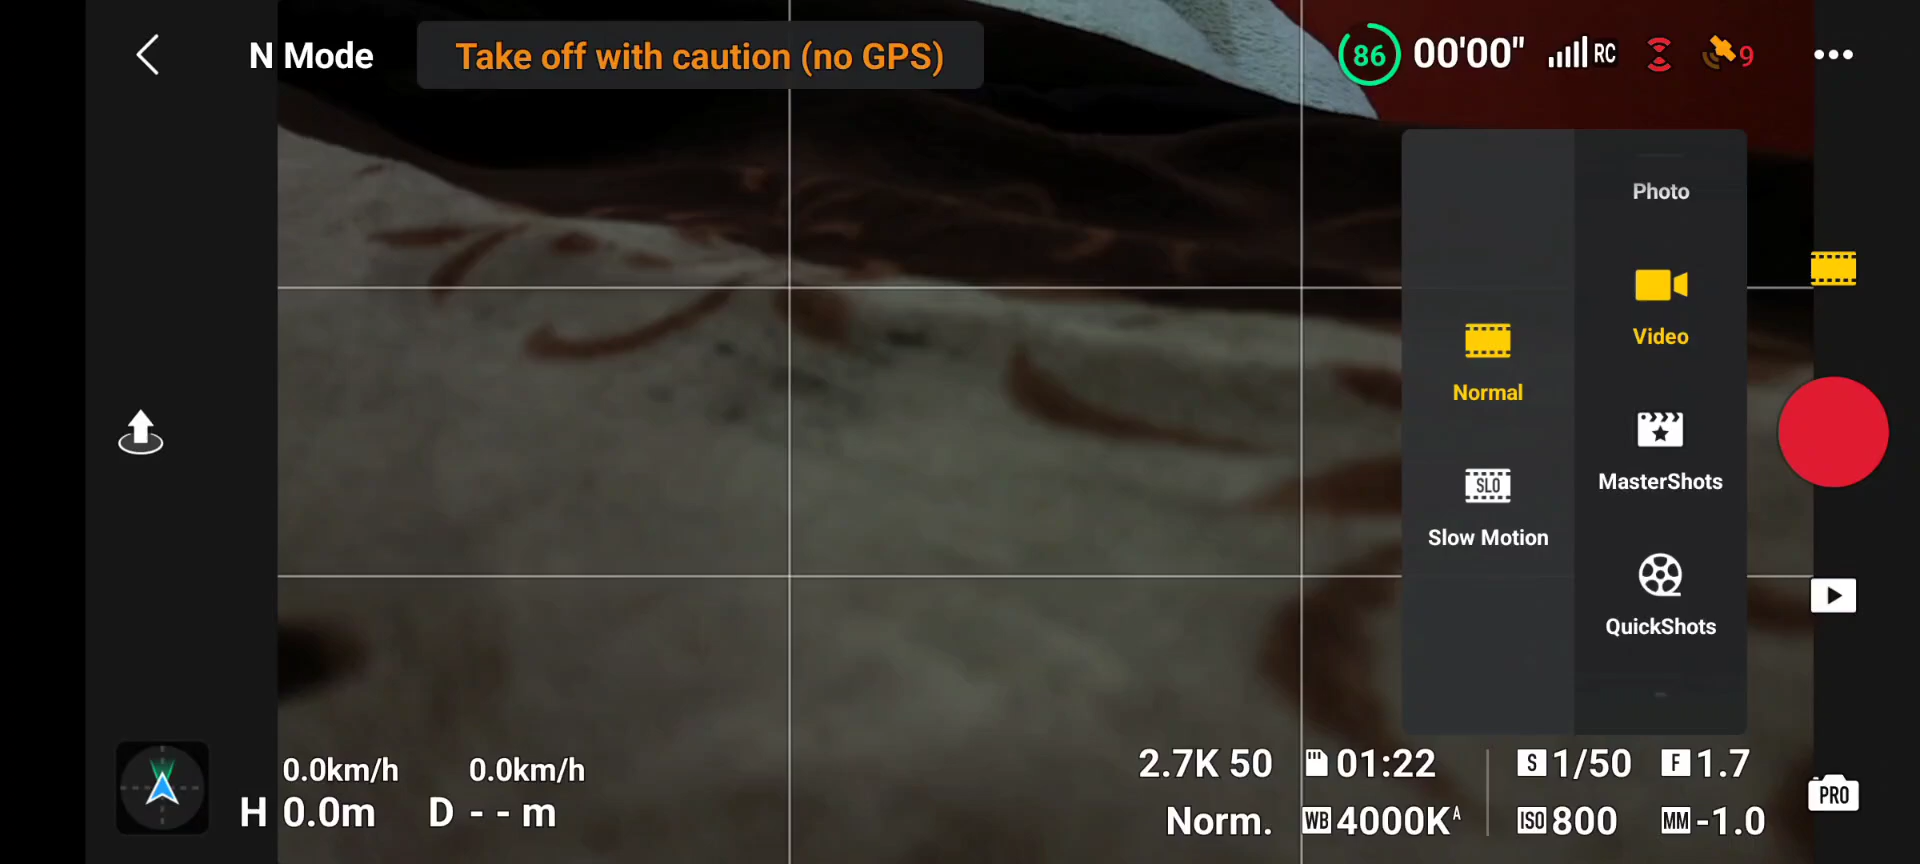 N Mode
Take off with caution (no GPS)
86
00'00"
RC
9
Photo
Video
Normal
MasterShots
SLO
Slow Motion
QuickShots
0.0km/h 0.0km/h
H 0.0m D - - m
2.7K 50 01:22 S 1/50 F 1.7
Norm. WB 4000K A ISO 800 MM -1.0
PRO